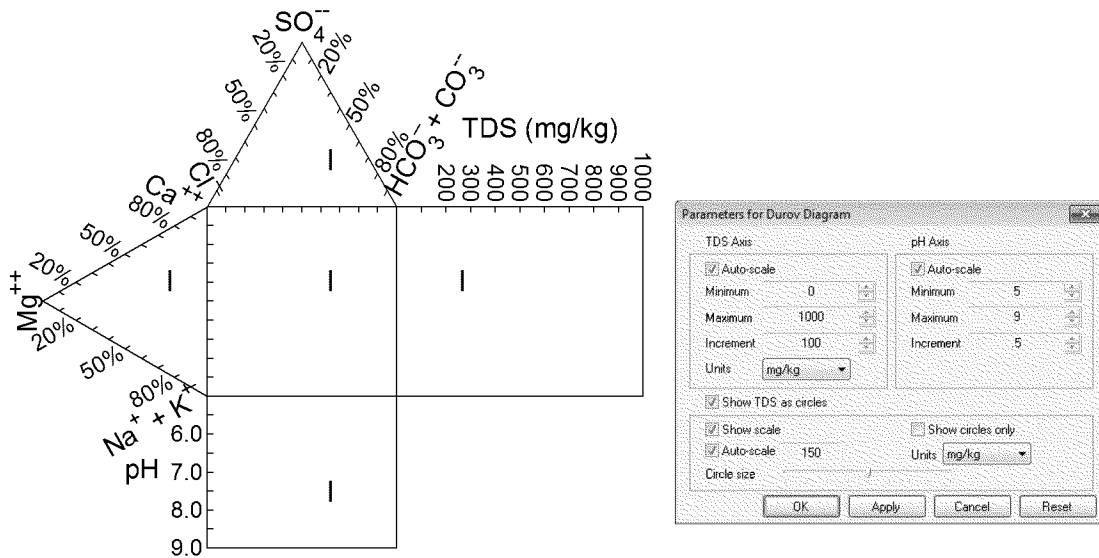 SO4--
20%
20%
50%
50%
80%
80%
Cl-
HCO3- + CO3-
TDS (mg/kg)
200
300
400
500
600
700
800
900
1000
Ca++
80%
50%
20%
Mg++
20%
50%
80%
Na+ + K+
pH
6.0
7.0
8.0
9.0
Parameters for Durov Diagram
TDS Axis
Auto-scale
Minimum 0
Maximum 1000
Increment 100
Units mg/kg
pH Axis
Auto-scale
Minimum 5
Maximum 9
Increment 5
Show TDS as circles
Show scale
Show circles only
Auto-scale 150
Units mg/kg
Circle size
OK Apply Cancel Reset